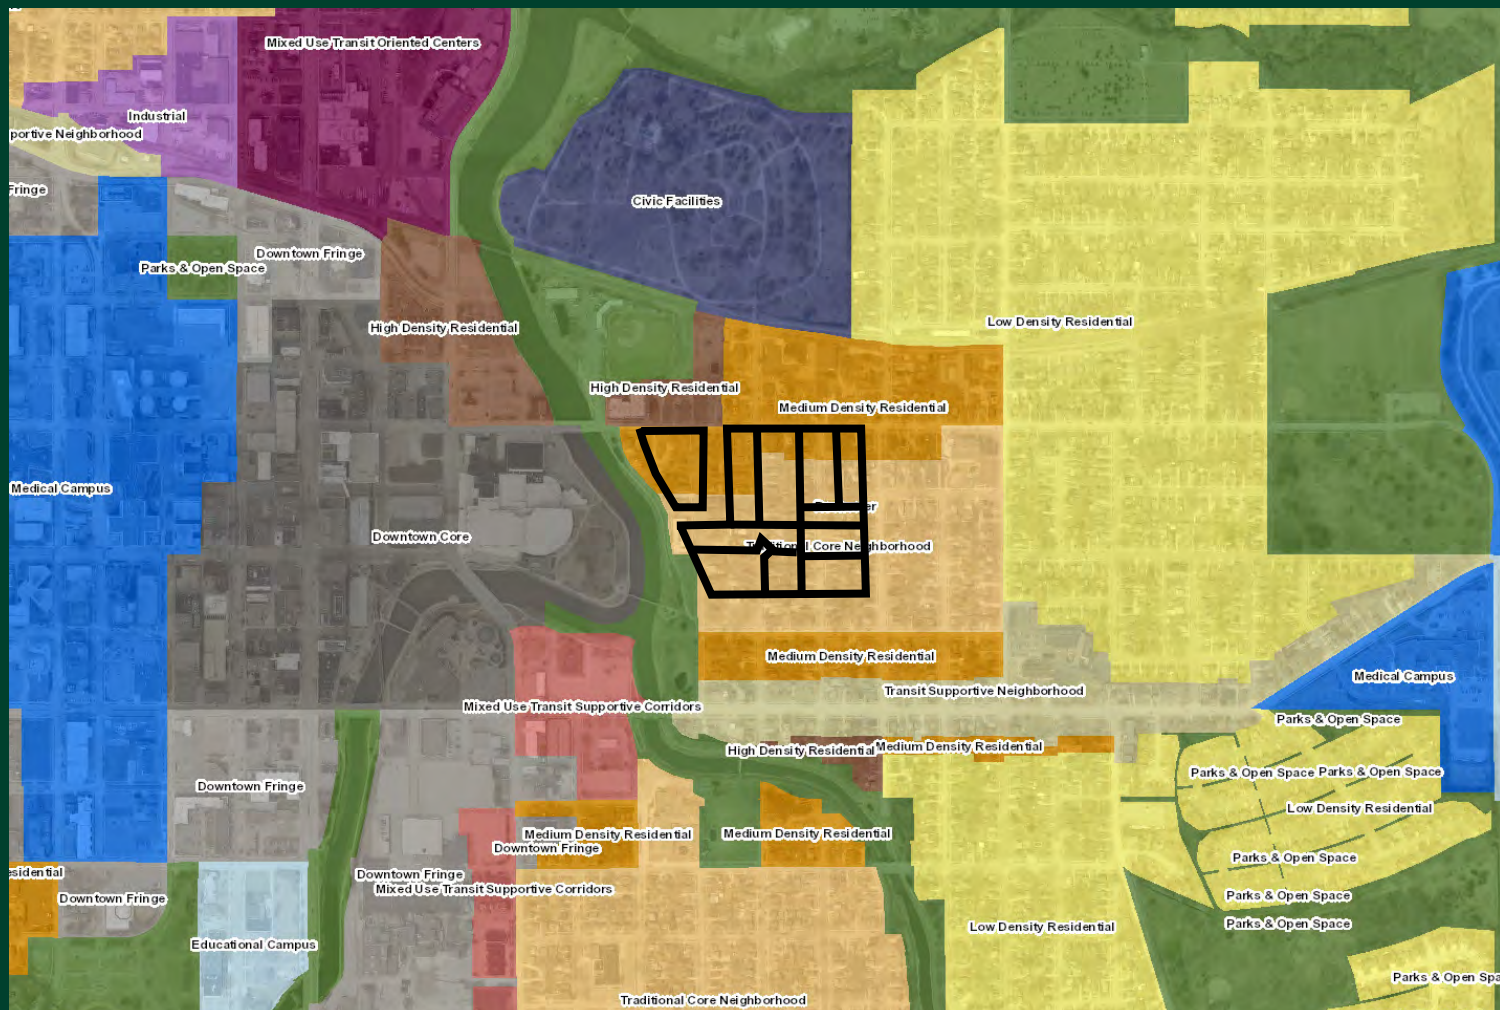 Mixed Use Transit Oriented Centers
Industrial
portive Neighborhood
Fringe
Civic Facilities
Downtown Fringe
Parks & Open Space
High Density Residential
Low Density Residential
High Density Residential
Medium Density Residential
Medical Campus
Downtown Core
Core Neighborhood
Medium Density Residential
Transit Supportive Neighborhood
Medical Campus
Mixed Use Transit Supportive Corridors
Parks & Open Space
High Density Residential
Medium Density Residential
Parks & Open Space
Parks & Open Space
Downtown Fringe
Low Density Residential
Medium Density Residential
Medium Density Residential
Downtown Fringe
Parks & Open Space
esidential
Downtown Fringe
Mixed Use Transit Supportive Corridors
Downtown Fringe
Parks & Open Space
Parks & Open Space
Low Density Residential
Educational Campus
Parks & Open Spa
Traditional Core Neighborhood